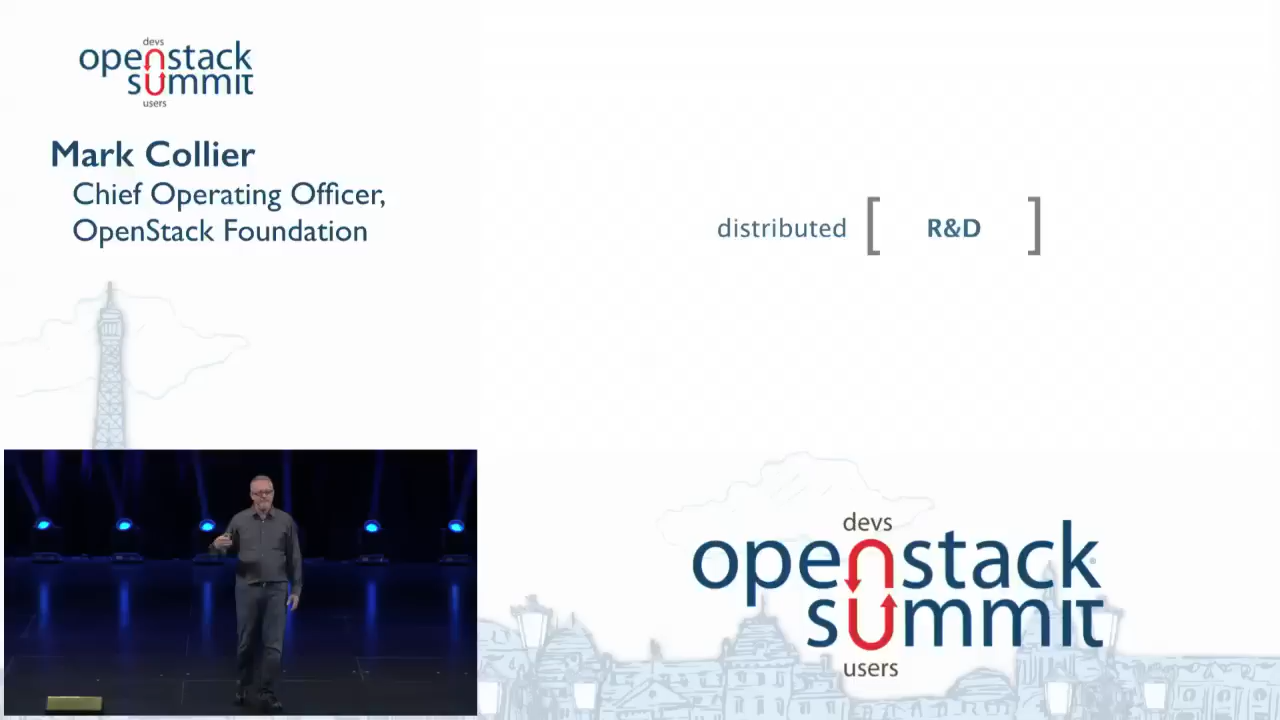 devs
openstack
summit
users
Mark Collier
Chief Operating Officer,
OpenStack Foundation
distributed [ R&D ]
devs
openstack
summit
users